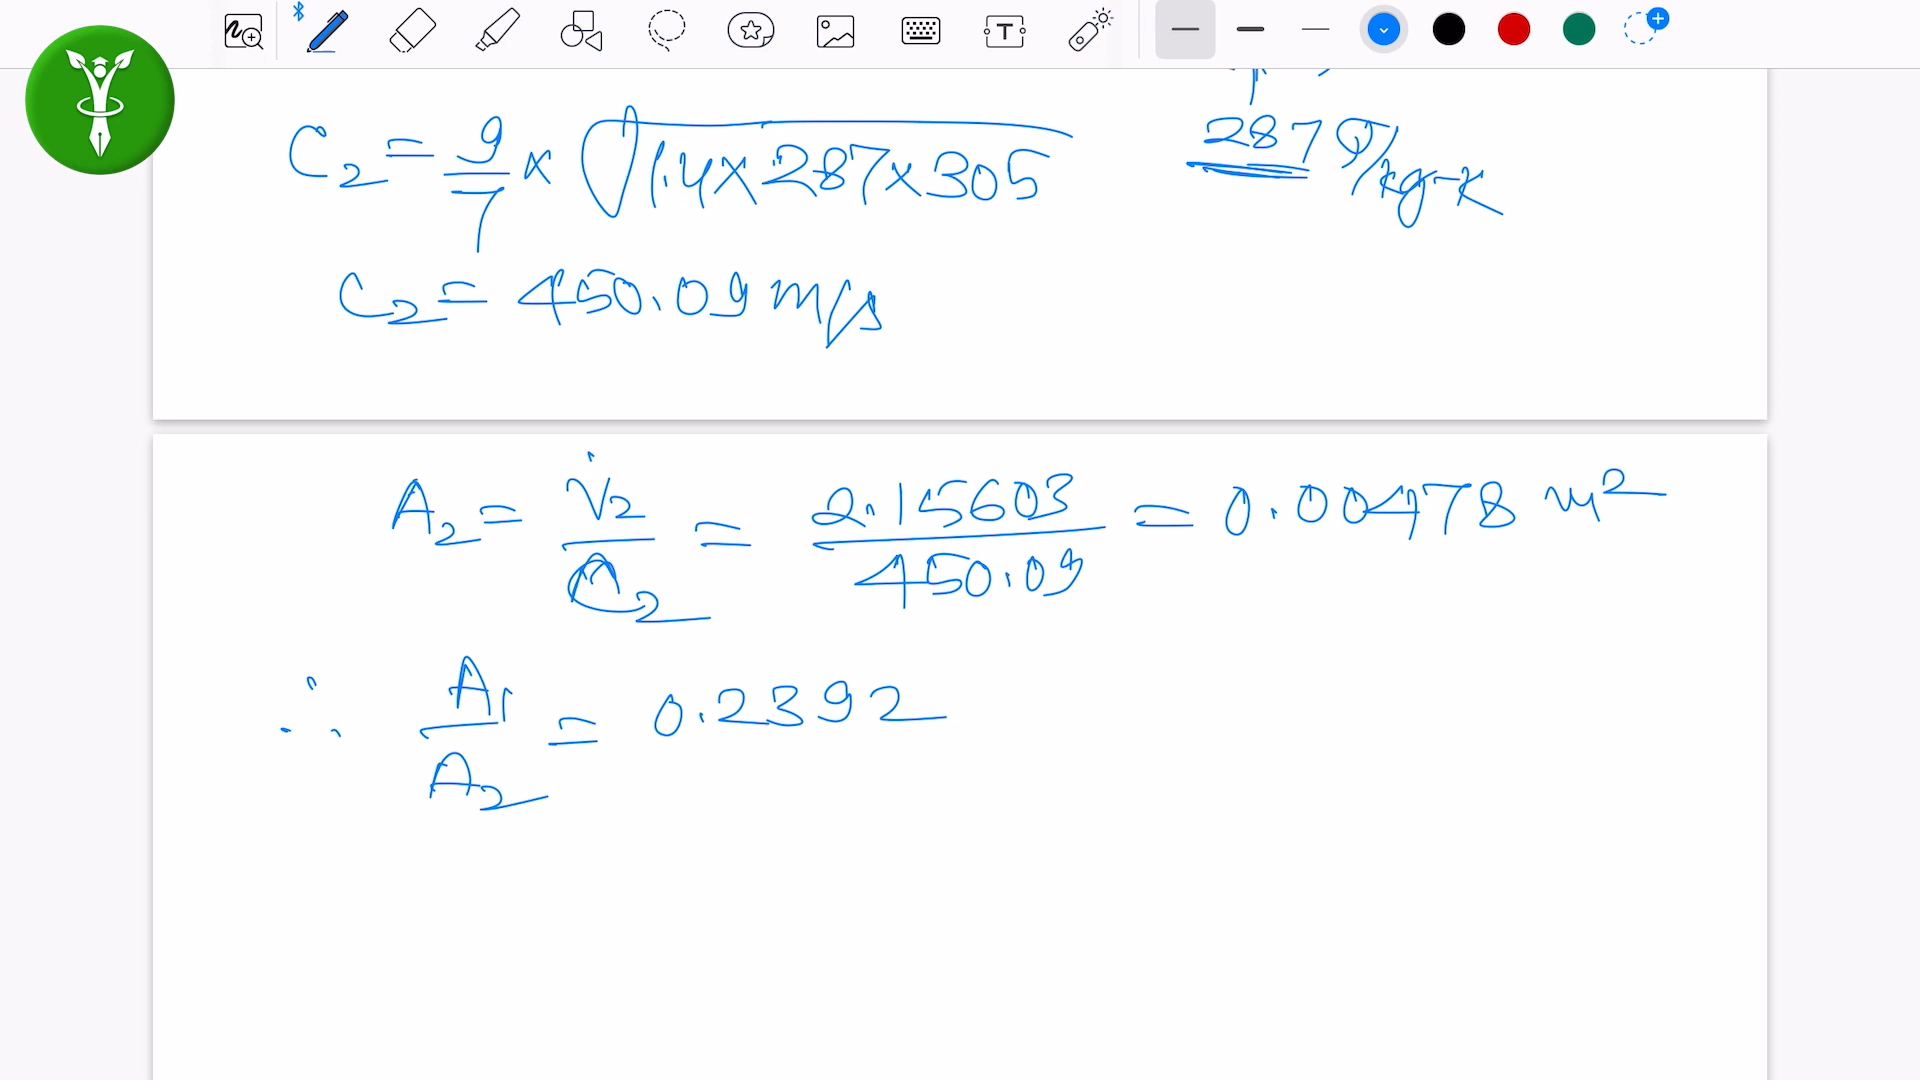 C₂ = 9/7 × √(1.4×287×305)
287 J/kg-K
C₂ = 450.09 m/s
A₂ = V̇₂/C₂ = 2.15603/450.09 = 0.00478 m²
∴ A₁/A₂ = 0.2392